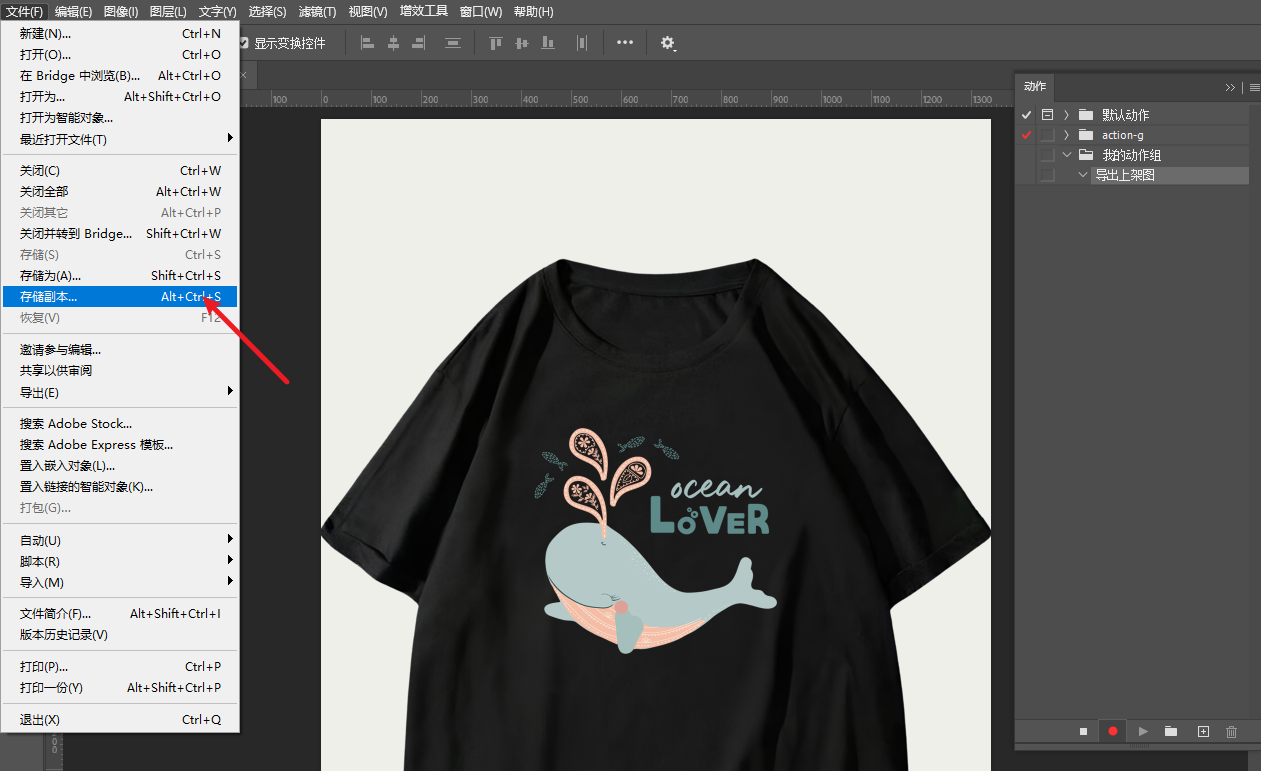 文件(F) 编辑(E) 图像(I) 图层(L) 文字(Y) 选择(S) 滤镜(T) 视图(V) 增效工具 窗口(W) 帮助(H)
显示变换控件
新建(N)... Ctrl+N
打开(O)... Ctrl+O
在 Bridge 中浏览(B)... Alt+Ctrl+O
打开为... Alt+Shift+Ctrl+O
打开为智能对象...
最近打开文件(T)
关闭(C) Ctrl+W
关闭全部 Alt+Ctrl+W
关闭其它 Alt+Ctrl+P
关闭并转到 Bridge... Shift+Ctrl+W
存储(S) Ctrl+S
存储为(A)... Shift+Ctrl+S
存储副本... Alt+Ctrl+S
恢复(V) F12
邀请参与编辑...
共享以供审阅
导出(E)
搜索 Adobe Stock...
搜索 Adobe Express 模板...
置入嵌入对象(L)...
置入链接的智能对象(K)...
打包(G)...
自动(U)
脚本(R)
导入(M)
文件简介(F)... Alt+Shift+Ctrl+I
版本历史记录(V)
打印(P)... Ctrl+P
打印一份(Y) Alt+Shift+Ctrl+P
退出(X) Ctrl+Q
100 0 100 200 300 400 500 600 700 800 900 1000 1100 1200 1300
ocean
LOVER
动作
默认动作
action-g
我的动作组
导出上架图